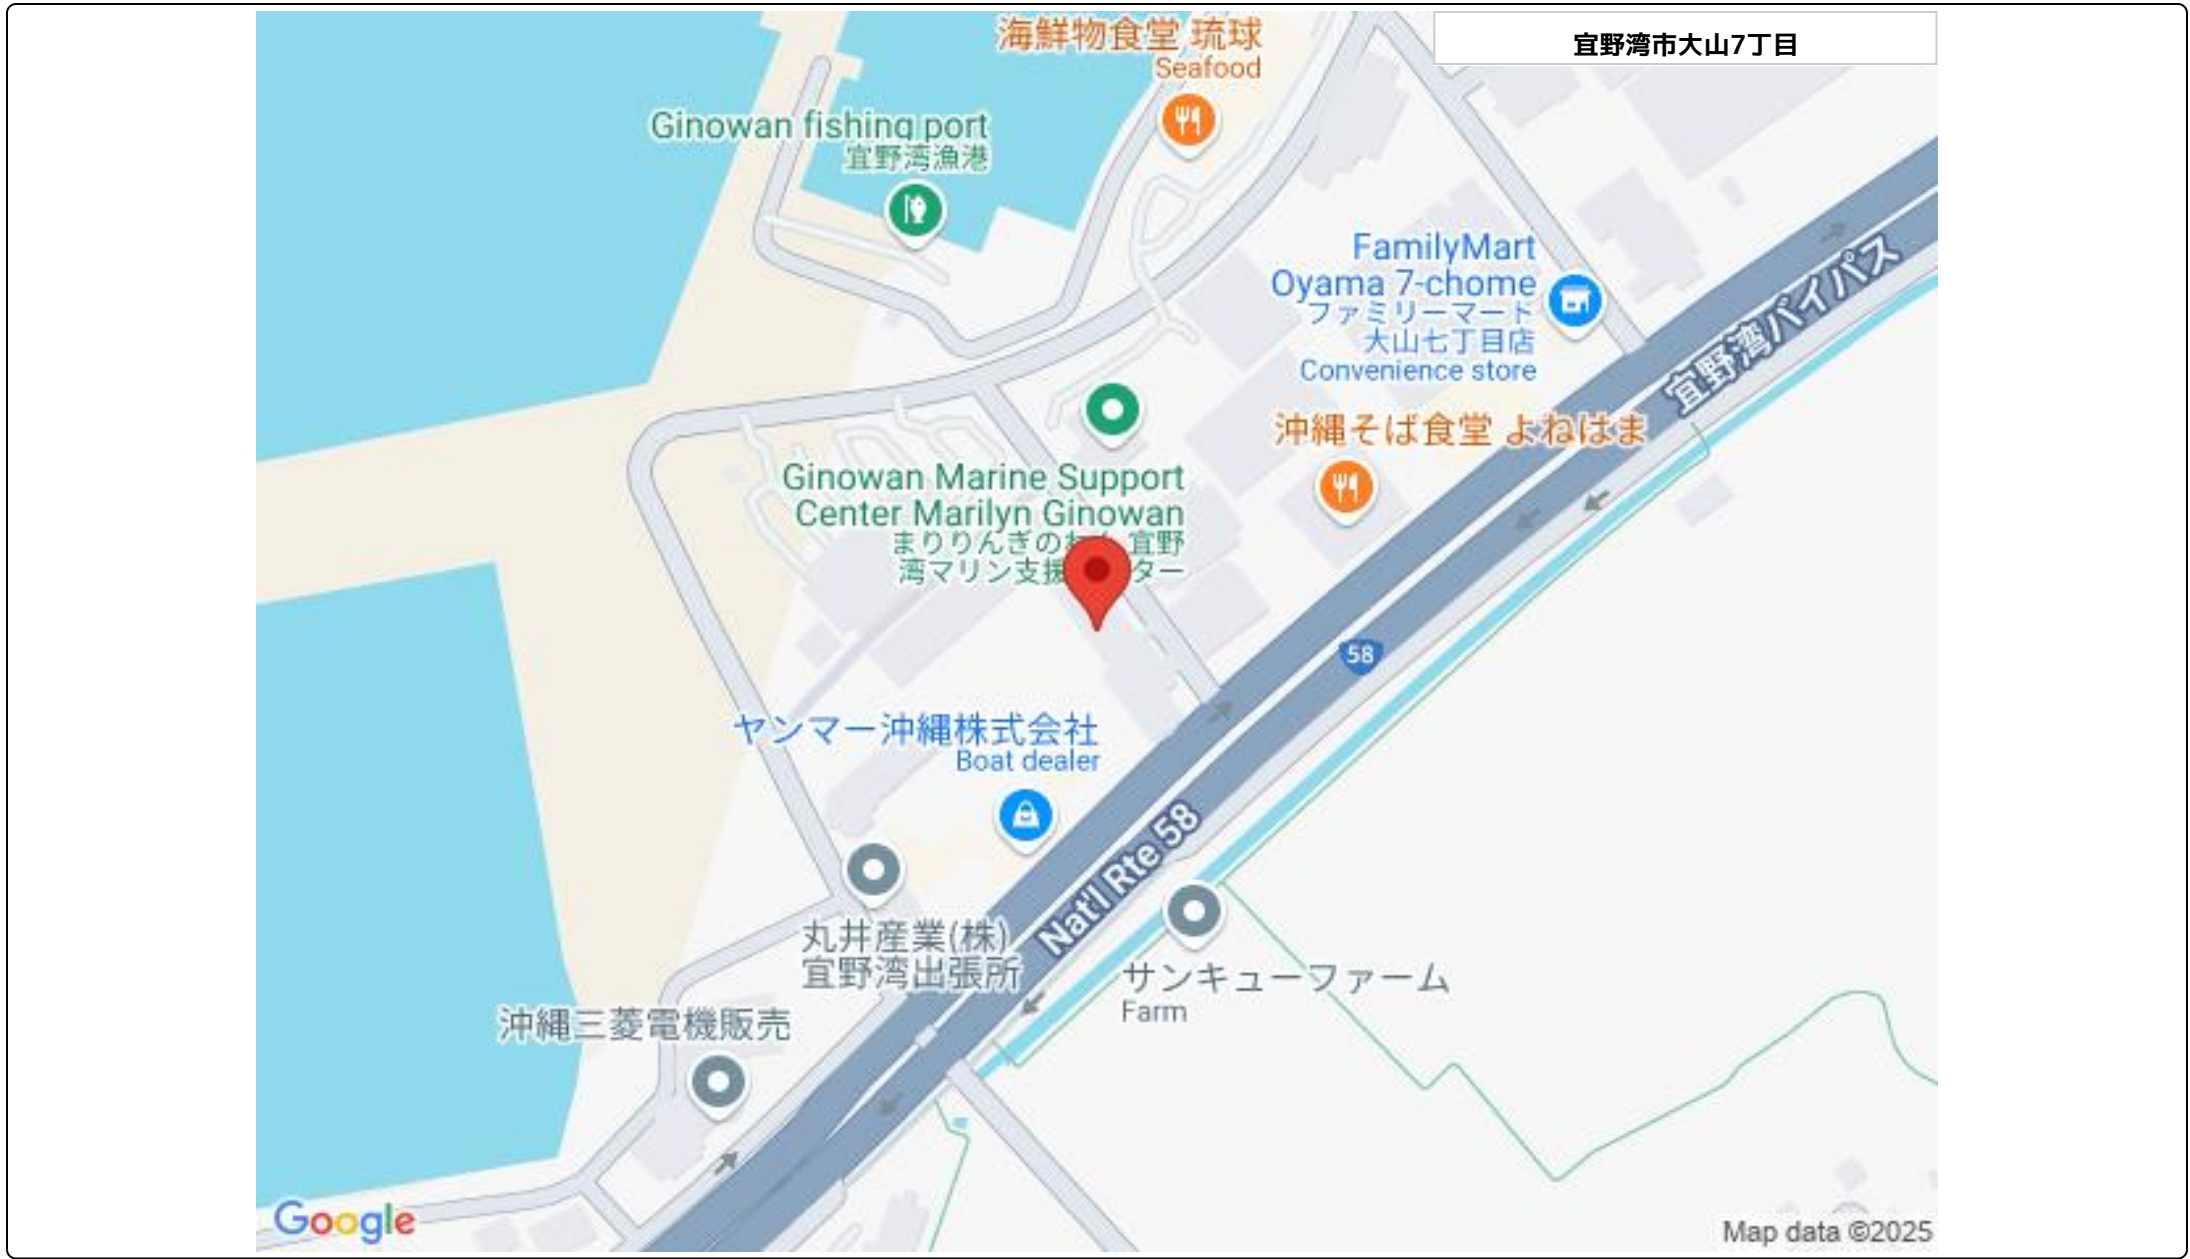 海鮮物食堂 琉球
Seafood
宜野湾市大山7丁目
Ginowan fishing port
宜野湾漁港
FamilyMart
Oyama 7-chome
ファミリーマート
大山七丁目店
Convenience store
宜野湾バイパス
沖縄そば食堂 よねはま
Ginowan Marine Support
Center Marilyn Ginowan
まりりんぎのわ 宜野
湾マリン支援 ター
58
ヤンマー沖縄株式会社
Boat dealer
Nat'l Rte 58
丸井産業(株)
宜野湾出張所
サンキューファーム
Farm
沖縄三菱電機販売
Google
Map data ©2025